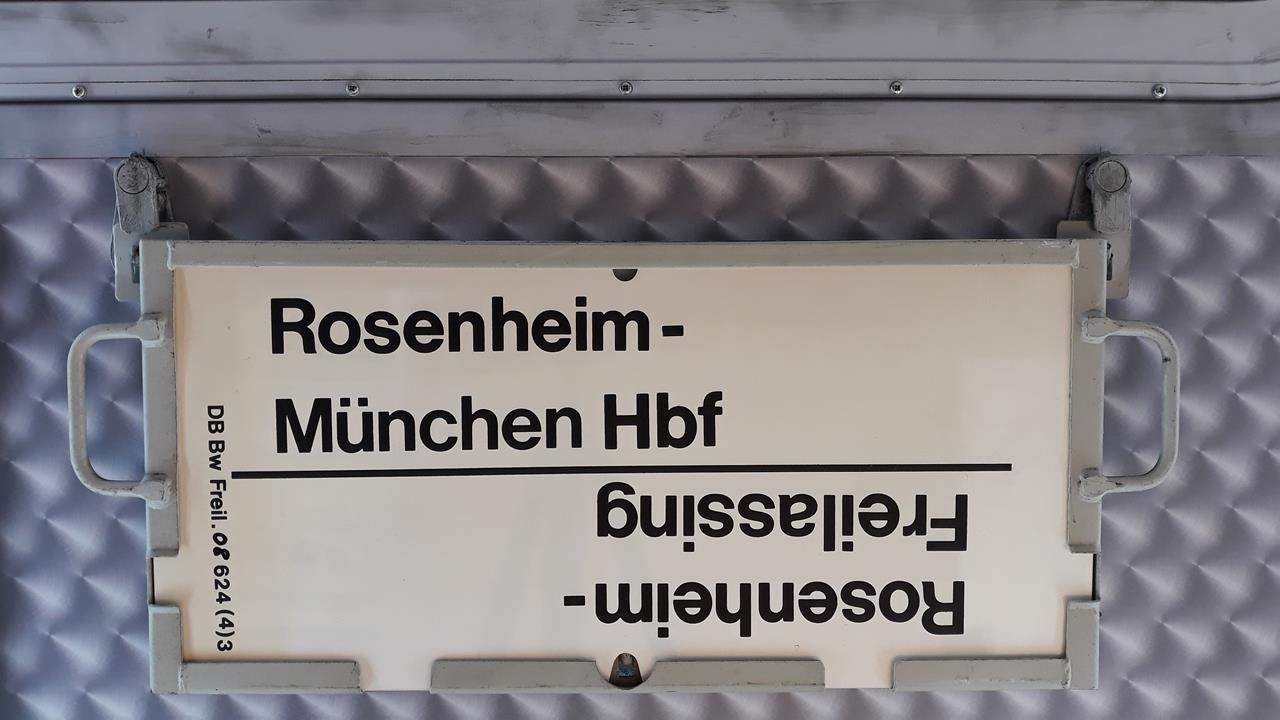 Rosenheim-
München Hbf
Rosenheim-
Freilassing
DB Bw Freil. 08 624 (4) 3